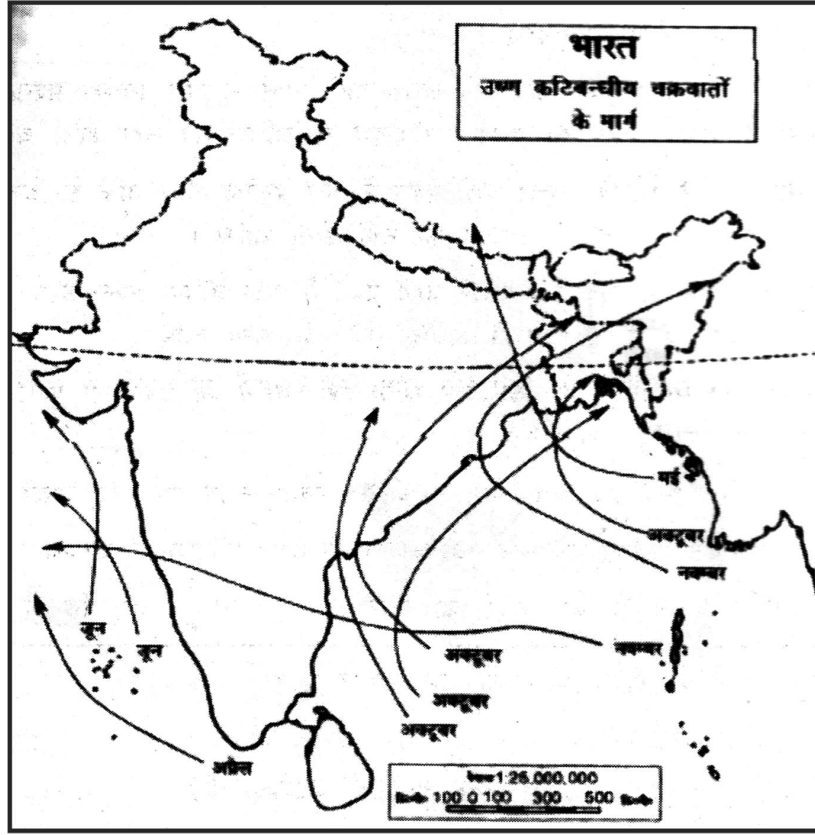 भारत
उष्ण कटिबन्धीय चक्रवातों
के मार्ग
मई
अक्टूबर
नवम्बर
जून
जून
अक्टूबर
नवम्बर
अक्टूबर
अक्टूबर
अप्रैल
1:25,000,000
100 0 100 300 500